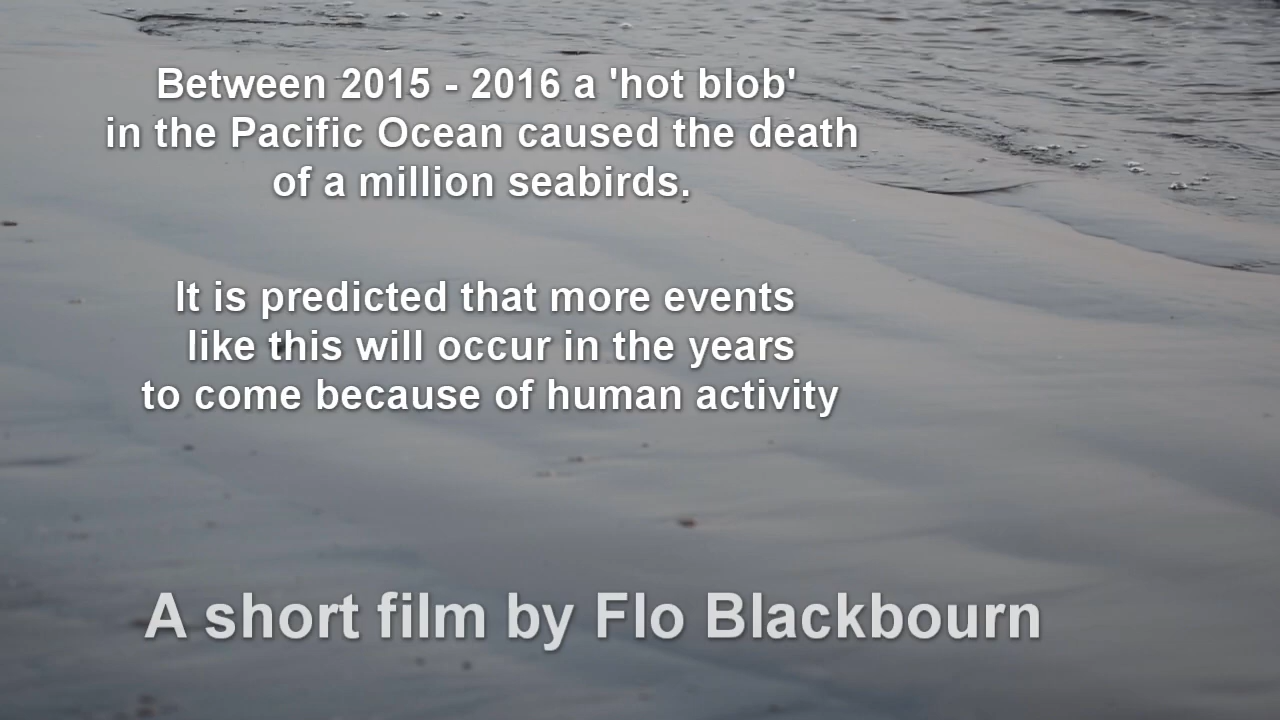 Between 2015 - 2016 a 'hot blob'
in the Pacific Ocean caused the death
of a million seabirds.
It is predicted that more events
like this will occur in the years
to come because of human activity
A short film by Flo Blackbourn